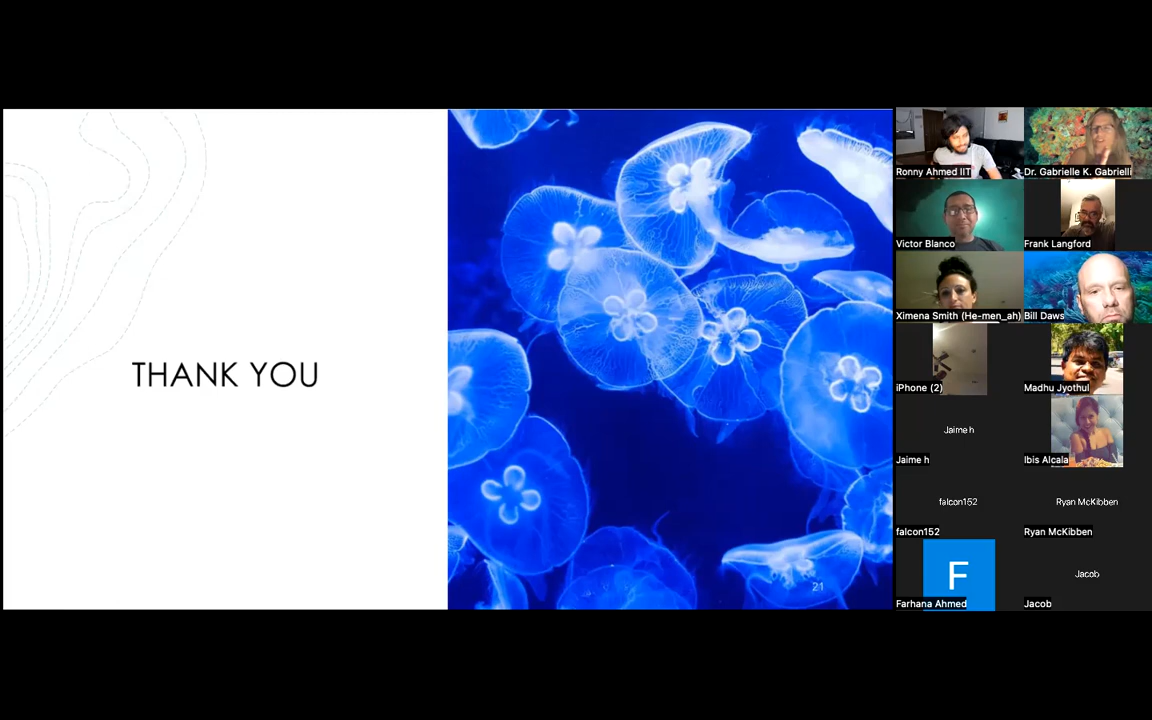 THANK YOU
21
Ronny Ahmed IIT
Dr. Gabrielle K. Gabrielli
Victor Blanco
Frank Langford
Ximena Smith (He-men_ah)
Bill Daws
iPhone (2)
Madhu Jyothul
Jaime h
Jaime h
Ibis Alcala
falcon152
Ryan McKibben
falcon152
Ryan McKibben
F
Jacob
Farhana Ahmed
Jacob